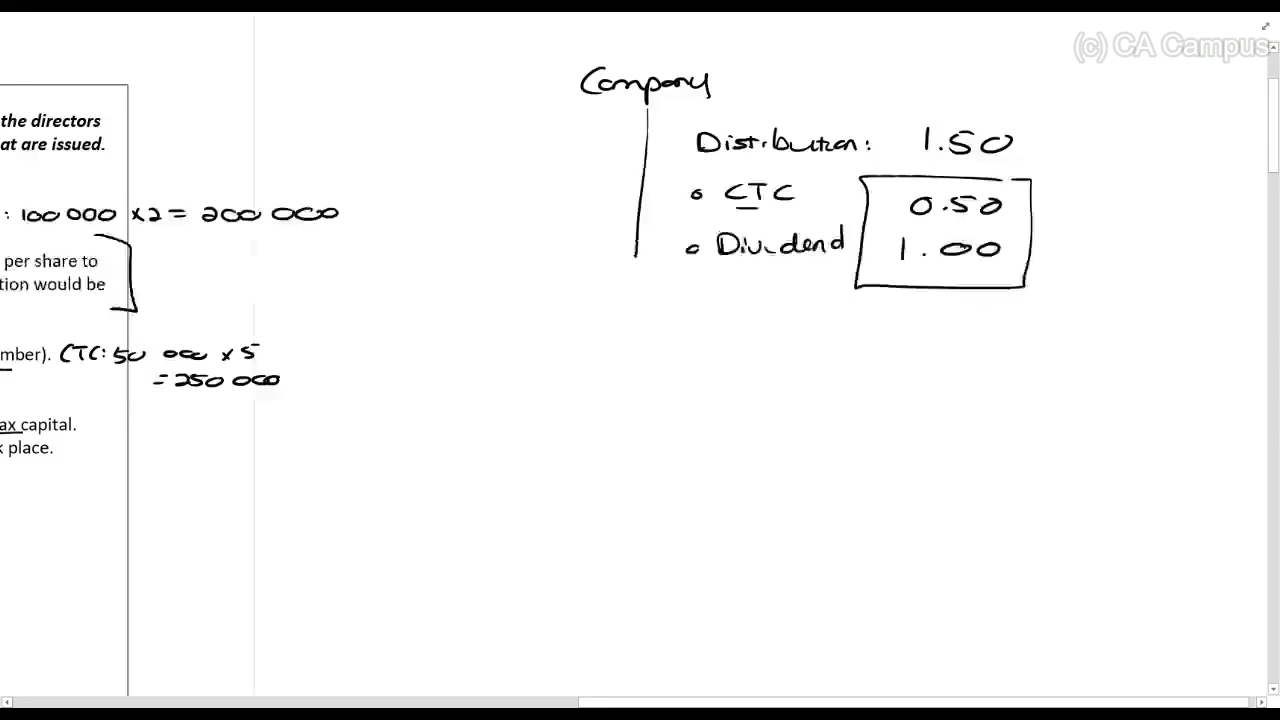 (c) CA Campus
Company
the directors
at are issued.
Distribution: 1.50
• CTC 0.50
: 100 000 x2 = 200 000
• Dividend 1.00
per share to
tion would be
mber). CTC: 50 000 x 5
= 250 000
ax capital.
k place.